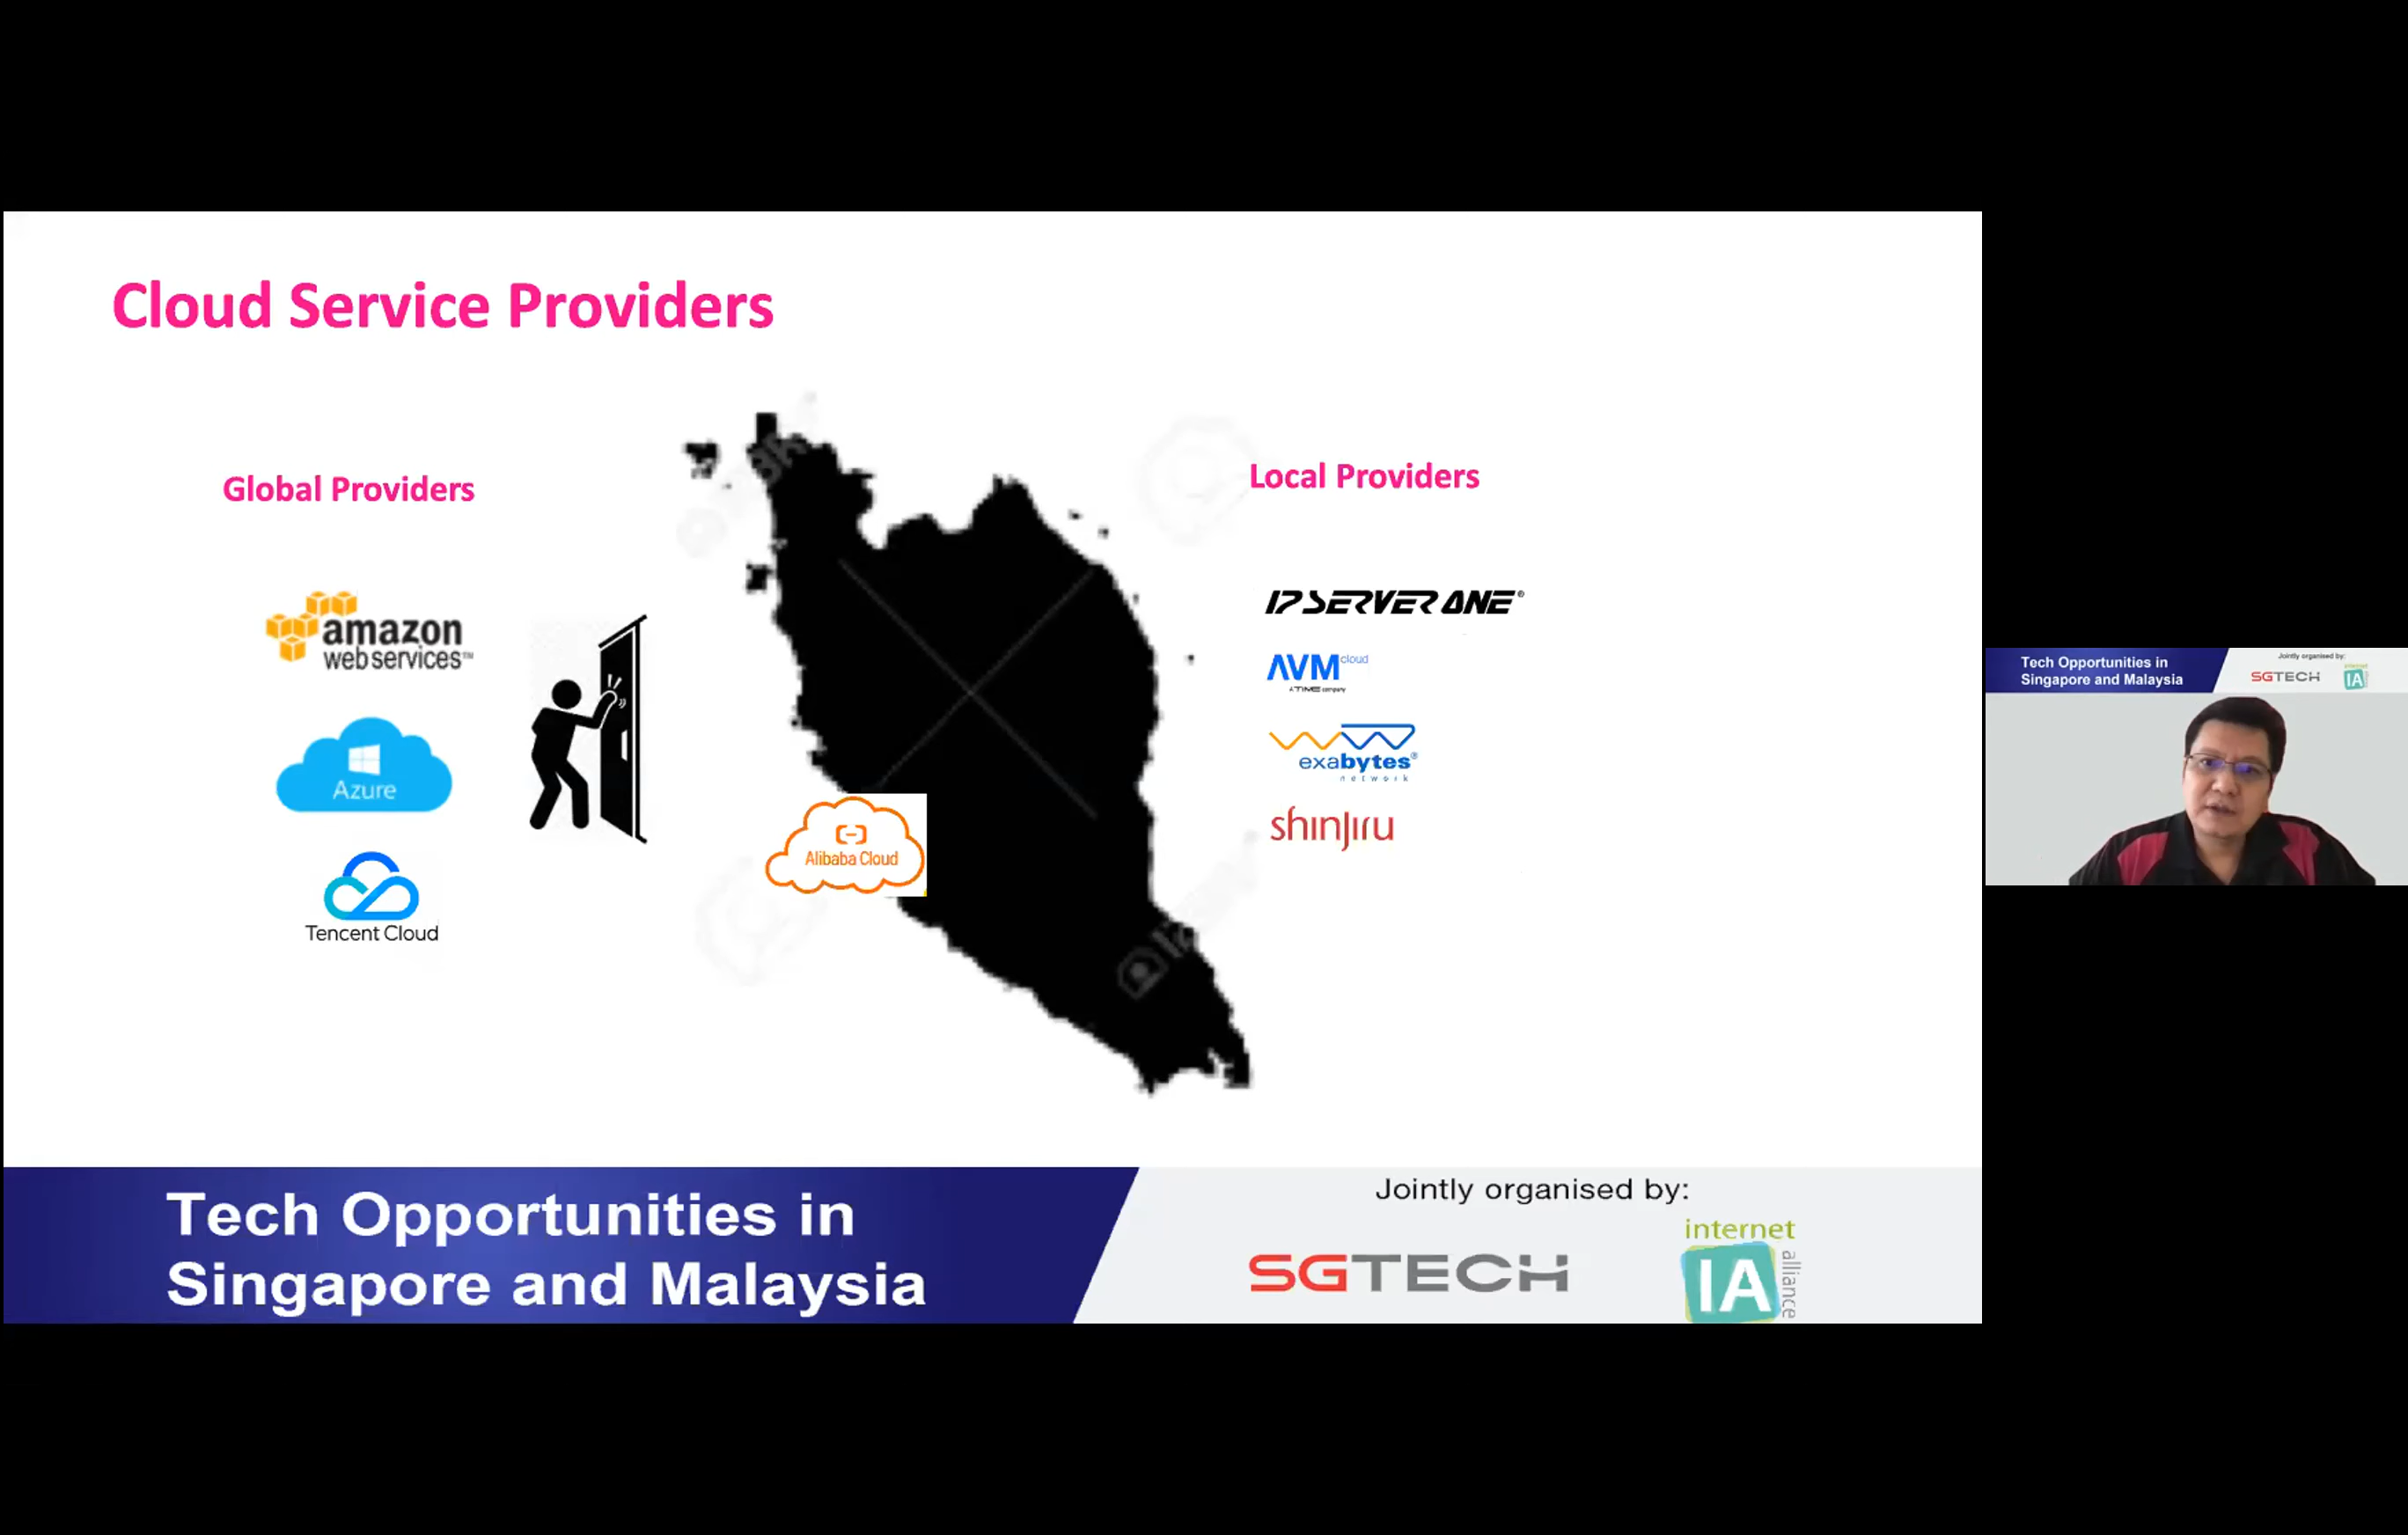 Cloud Service Providers
Global Providers
Local Providers
amazon
web services™
Azure
Tencent Cloud
Alibaba Cloud
IP SERVER ONE®
AVM cloud
A TIME company
exabytes®
network
shinjiru
Tech Opportunities in
Singapore and Malaysia
Jointly organised by:
SGTECH
internet
IA
alliance
Tech Opportunities in
Singapore and Malaysia
Jointly organised by:
SGTECH
internet
IA